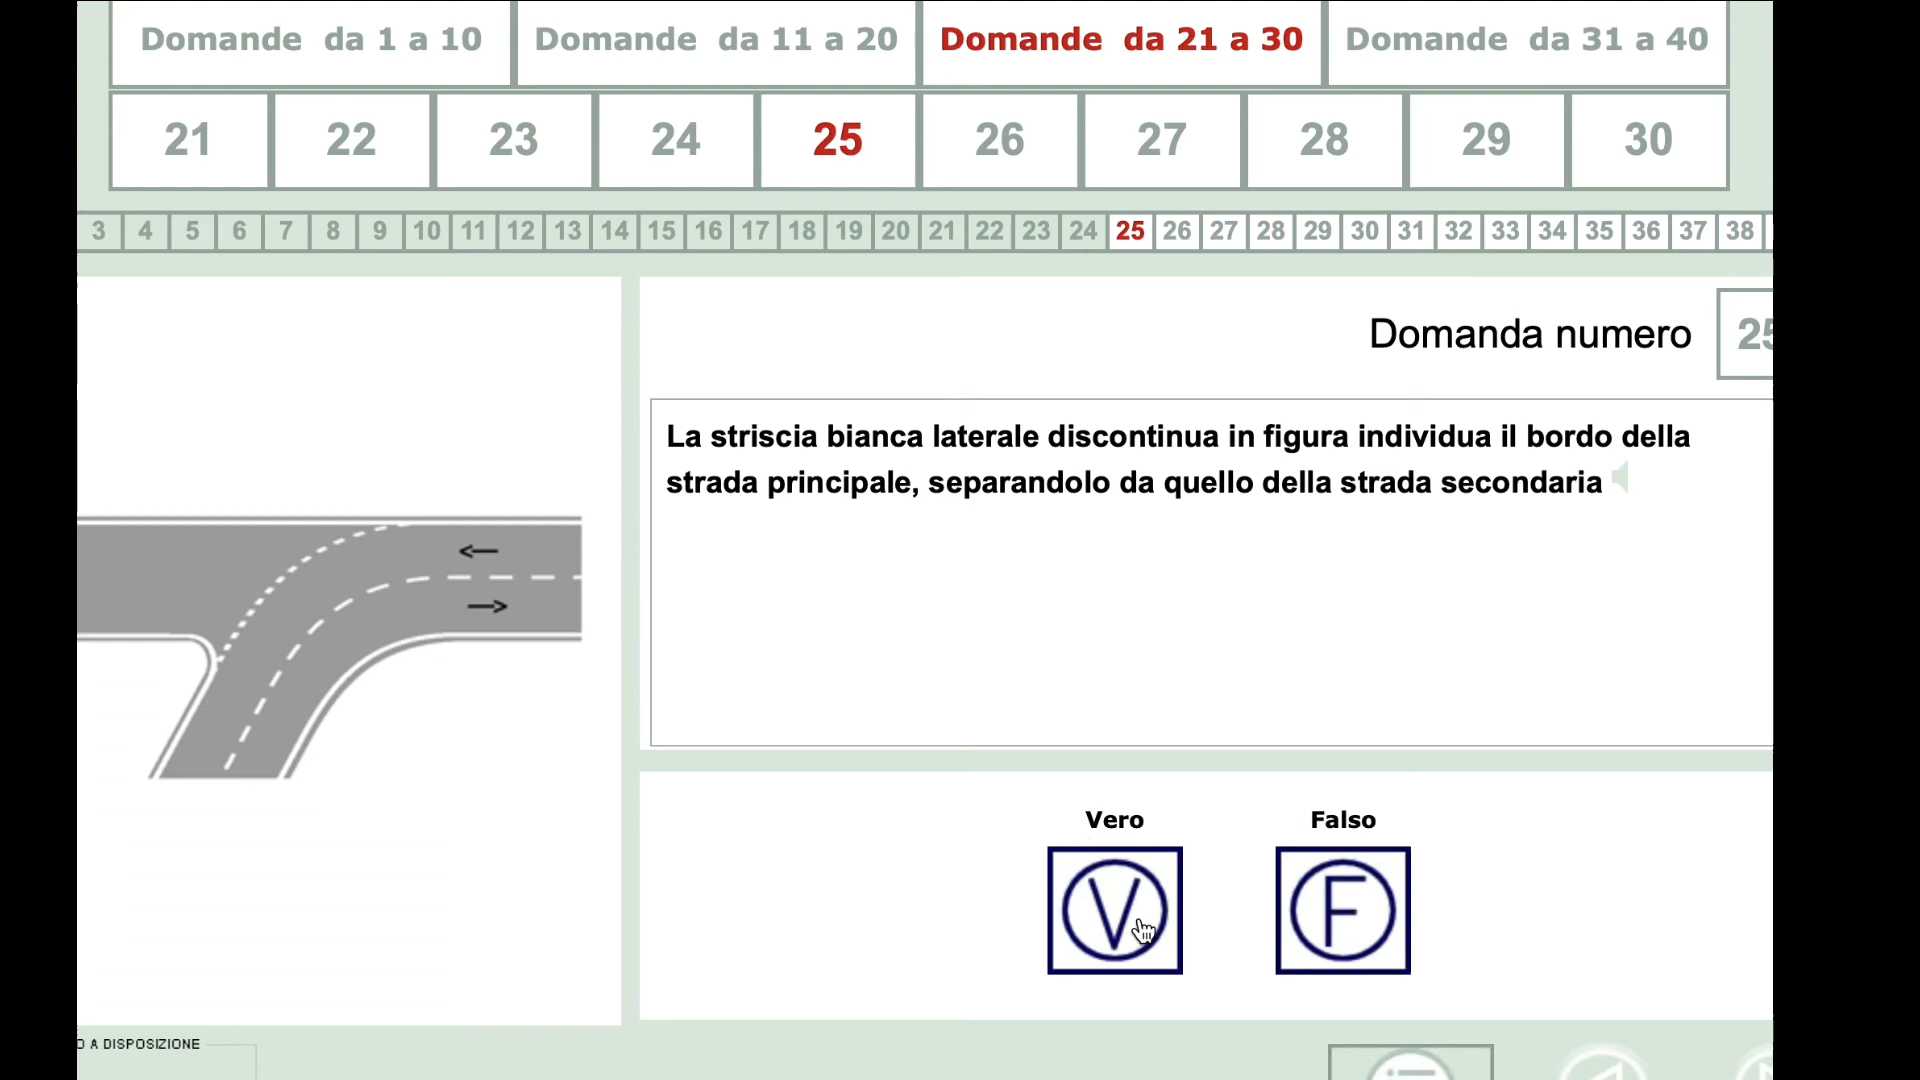 Domande da 1 a 10 Domande da 11 a 20 Domande da 21 a 30 Domande da 31 a 40
21 22 23 24 25 26 27 28 29 30
3 4 5 6 7 8 9 10 11 12 13 14 15 16 17 18 19 20 21 22 23 24 25 26 27 28 29 30 31 32 33 34 35 36 37 38
Domanda numero 25
La striscia bianca laterale discontinua in figura individua il bordo della
strada principale, separandolo da quello della strada secondaria
Vero Falso
V F
A DISPOSIZIONE